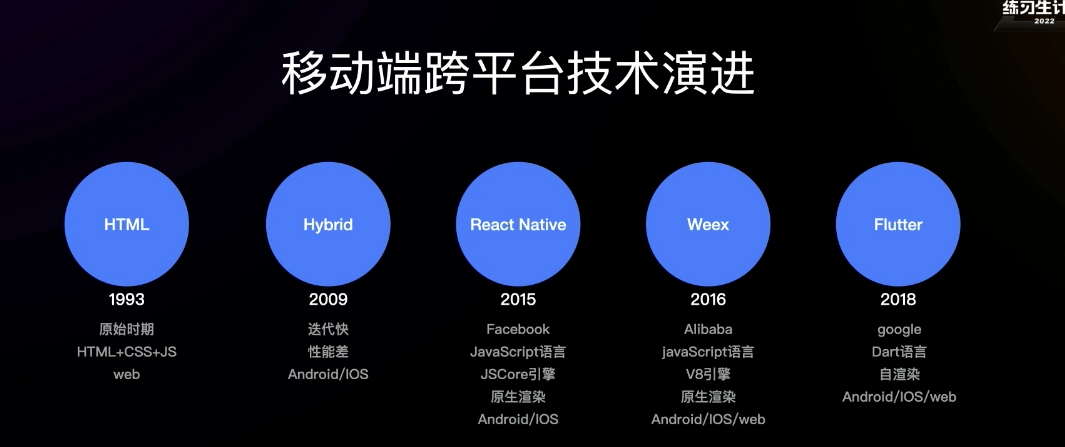 练习生计
2022
移动端跨平台技术演进
HTML
Hybrid
React Native
Weex
Flutter
1993
2009
2015
2016
2018
原始时期
HTML+CSS+JS
web
迭代快
性能差
Android/IOS
Facebook
JavaScript语言
JSCore引擎
原生渲染
Android/IOS
Alibaba
javaScript语言
V8引擎
原生渲染
Android/IOS/web
google
Dart语言
自渲染
Android/IOS/web